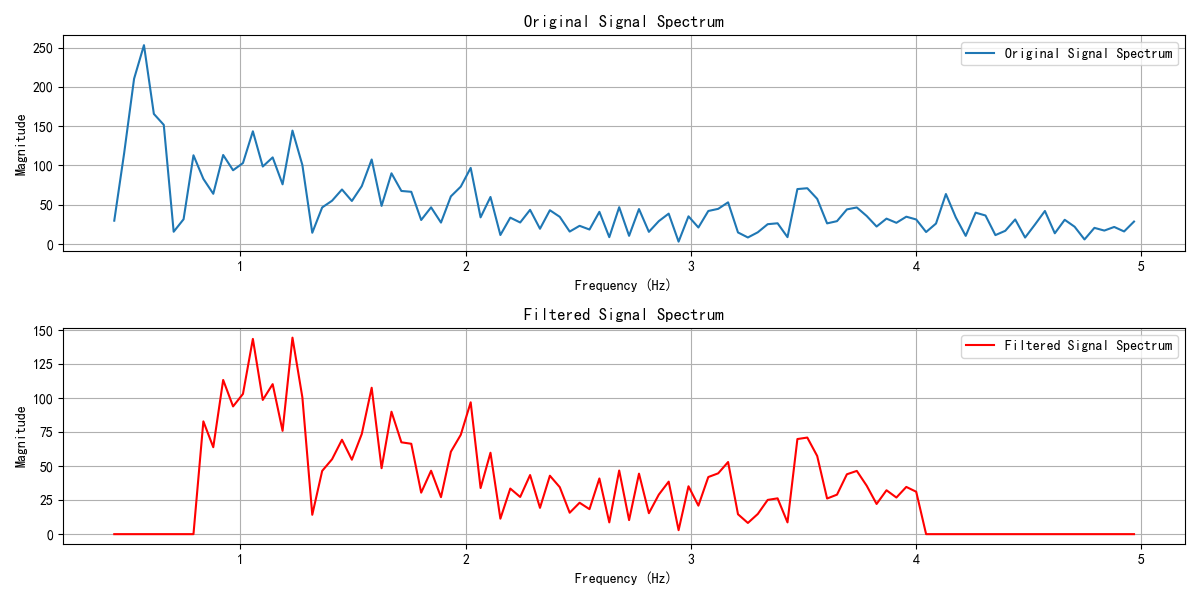 Original Signal Spectrum
250
200
150
100
50
0
Magnitude
Original Signal Spectrum
1 2 3 4 5
Frequency (Hz)
Filtered Signal Spectrum
150
125
100
75
50
25
0
Magnitude
Filtered Signal Spectrum
1 2 3 4 5
Frequency (Hz)